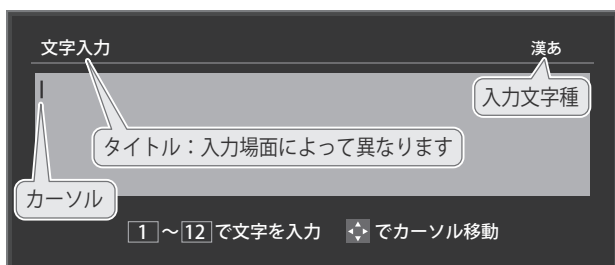 文字入力 漢あ
入力文字種
タイトル：入力場面によって異なります
カーソル
1～12で文字を入力 でカーソル移動